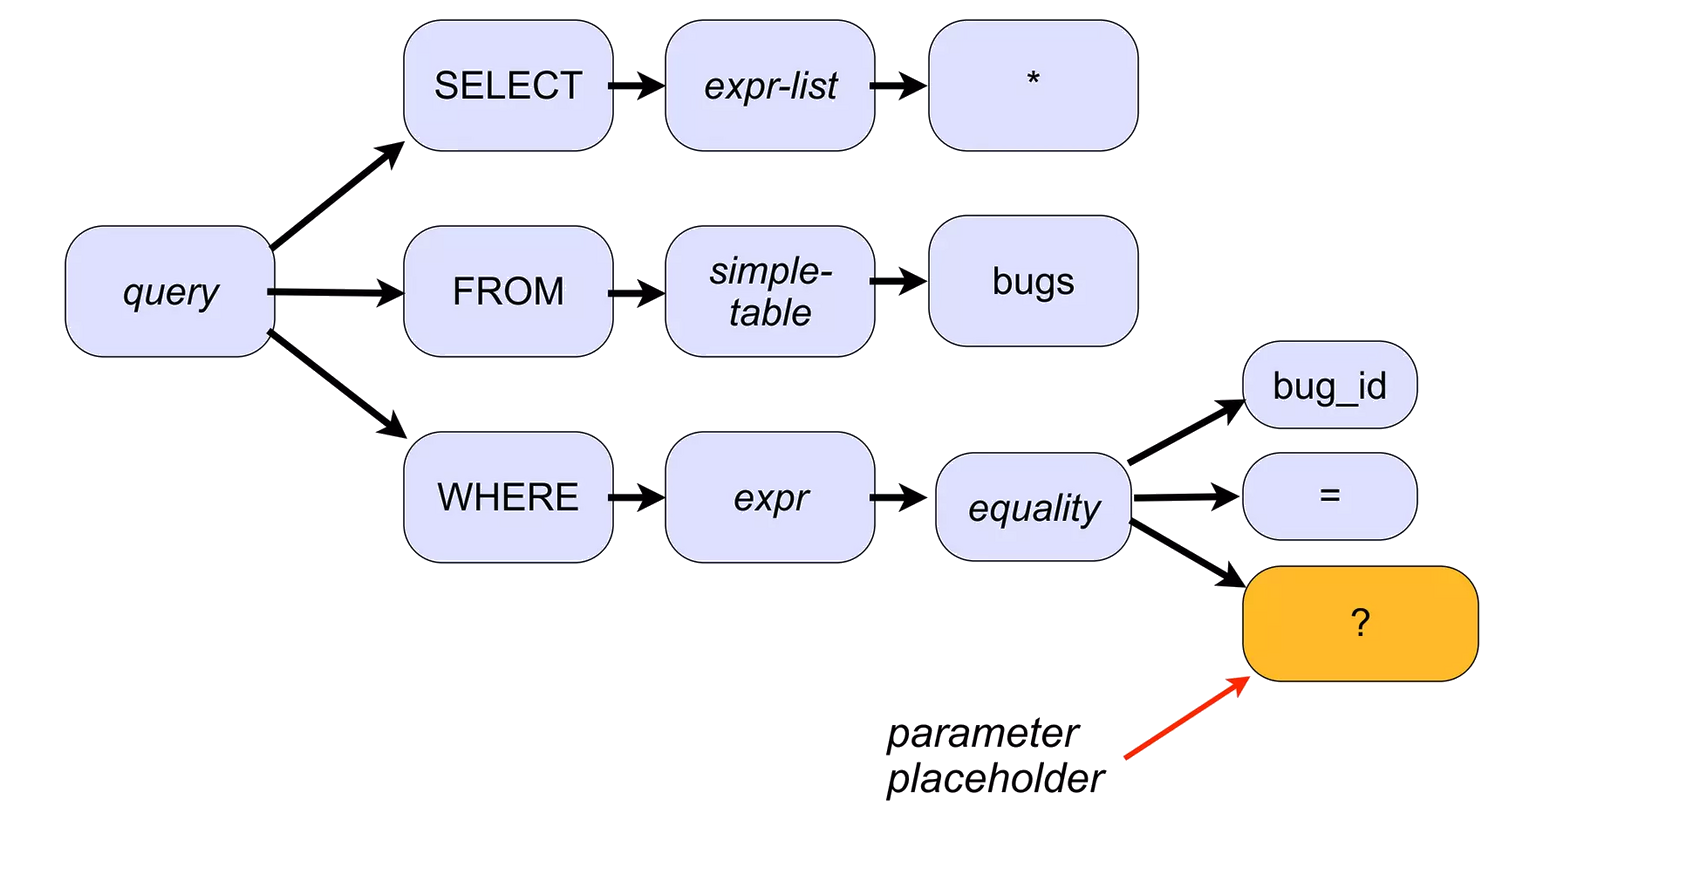 SELECT
expr-list
*
query
FROM
simple-
table
bugs
WHERE
expr
equality
bug_id
=
?
parameter
placeholder